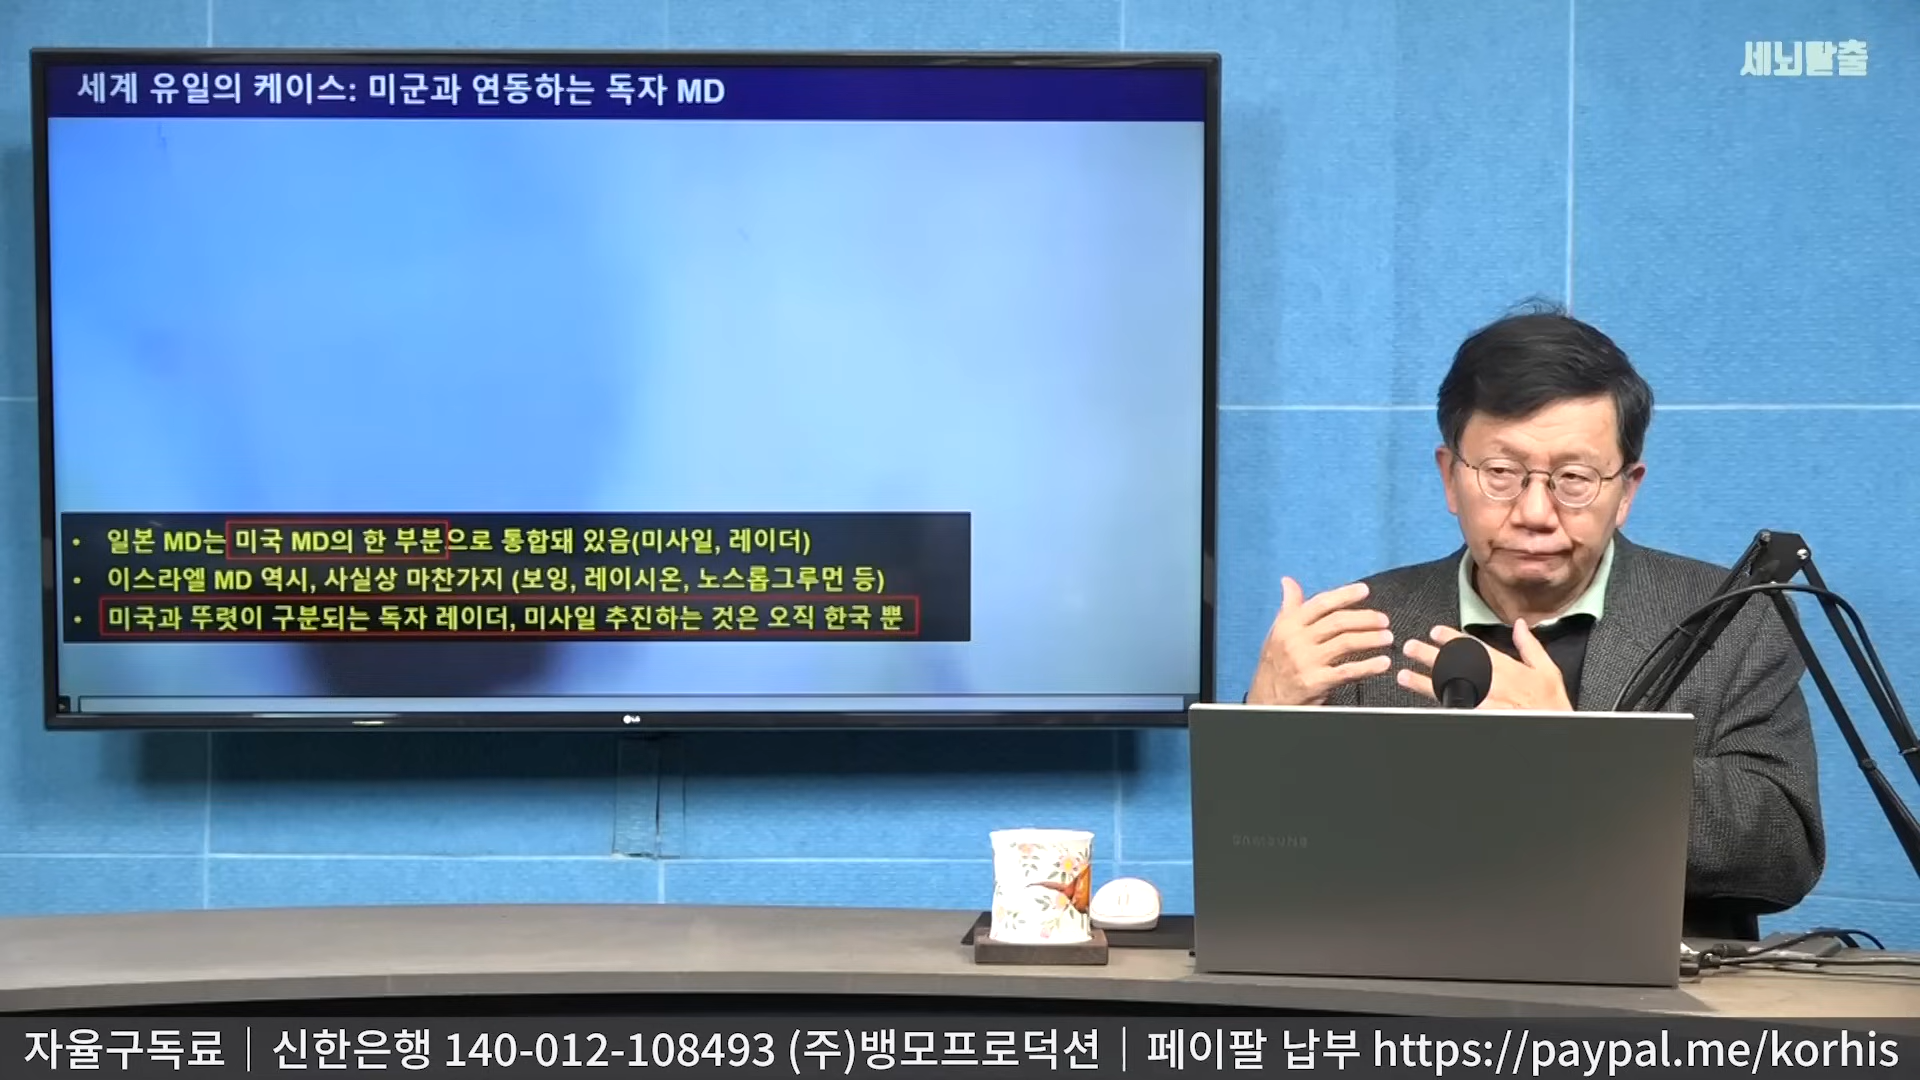 세뇌탈출
세계 유일의 케이스: 미군과 연동하는 독자 MD
• 일본 MD는 미국 MD의 한 부분으로 통합돼 있음(미사일, 레이더)
• 이스라엘 MD 역시, 사실상 마찬가지 (보잉, 레이시온, 노스롭그루먼 등)
• 미국과 뚜렷이 구분되는 독자 레이더, 미사일 추진하는 것은 오직 한국 뿐
LG
SAMSUNG
자율구독료｜신한은행 140-012-108493 (주)뱅모프로덕션｜페이팔 납부 https://paypal.me/korhis